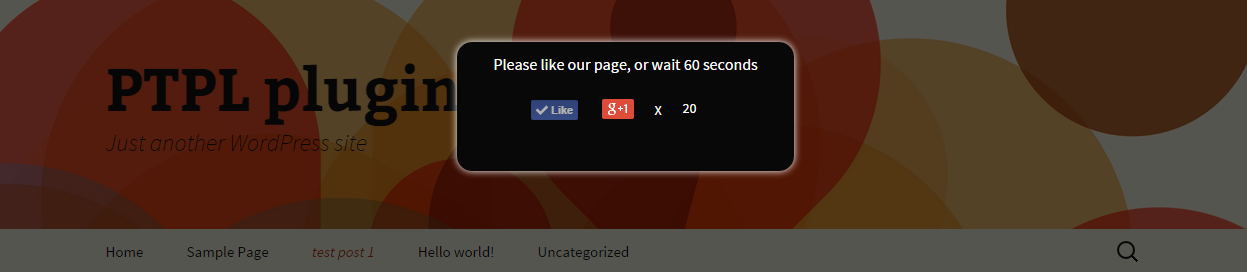 Please like our page, or wait 60 seconds
Like g+1 X 20
PTPL plugin
Just another WordPress site
Home Sample Page test post 1 Hello world! Uncategorized